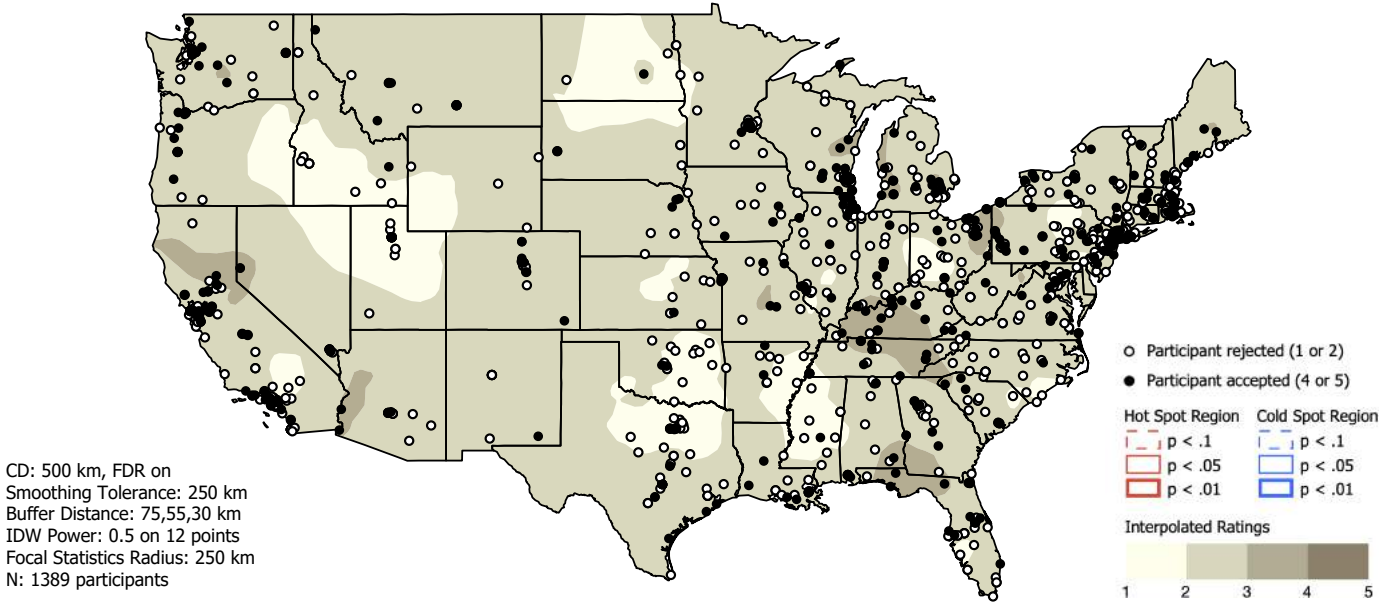 Participant rejected (1 or 2)
Participant accepted (4 or 5)
Hot Spot Region Cold Spot Region
p < .1 p < .1
p < .05 p < .05
p < .01 p < .01
Interpolated Ratings
1 2 3 4 5
CD: 500 km, FDR on
Smoothing Tolerance: 250 km
Buffer Distance: 75,55,30 km
IDW Power: 0.5 on 12 points
Focal Statistics Radius: 250 km
N: 1389 participants